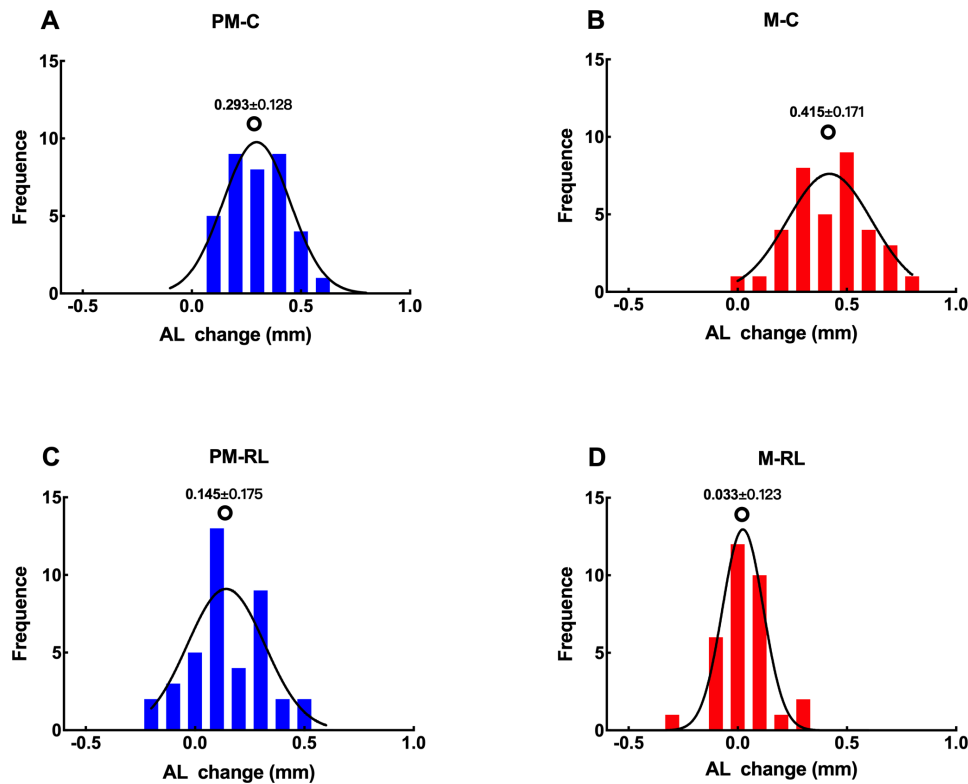 A
PM-C
15
10
5
0
Frequence
0.293±0.128
-0.5
0.0
0.5
1.0
AL change (mm)
B
M-C
15
10
5
0
Frequence
0.415±0.171
-0.5
0.0
0.5
1.0
AL change (mm)
C
PM-RL
15
10
5
0
Frequence
0.145±0.175
-0.5
0.0
0.5
1.0
AL change (mm)
D
M-RL
15
10
5
0
Frequence
0.033±0.123
-0.5
0.0
0.5
1.0
AL change (mm)